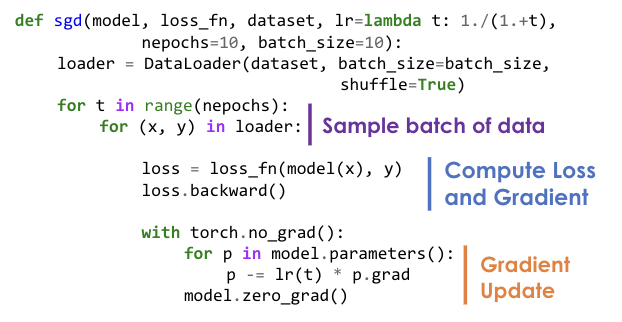 def sgd(model, loss_fn, dataset, lr=lambda t: 1./(1.+t),
nepochs=10, batch_size=10):
loader = DataLoader(dataset, batch_size=batch_size,
shuffle=True)
for t in range(nepochs):
for (x, y) in loader:
Sample batch of data
loss = loss_fn(model(x), y)
loss.backward()
Compute Loss
and Gradient
with torch.no_grad():
for p in model.parameters():
p -= lr(t) * p.grad
model.zero_grad()
Gradient
Update